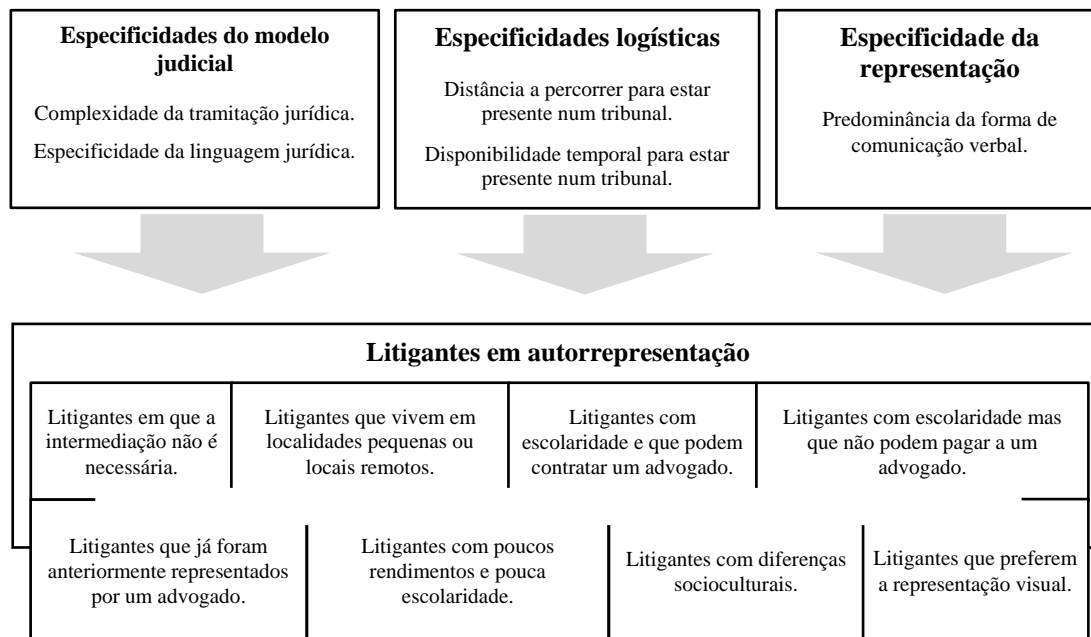 Especificidades do modelo
judicial
Complexidade da tramitação jurídica.
Especificidade da linguagem jurídica.
Especificidades logísticas
Distância a percorrer para estar
presente num tribunal.
Disponibilidade temporal para estar
presente num tribunal.
Especificidade da
representação
Predominância da forma de
comunicação verbal.
Litigantes em autorrepresentação
Litigantes em que a
intermediação não é
necessária.
Litigantes que vivem em
localidades pequenas ou
locais remotos.
Litigantes com
escolaridade e que podem
contratar um advogado.
Litigantes com escolaridade mas
que não podem pagar a um
advogado.
Litigantes que já foram
anteriormente representados
por um advogado.
Litigantes com poucos
rendimentos e pouca
escolaridade.
Litigantes com diferenças
socioculturais.
Litigantes que preferem
a representação visual.